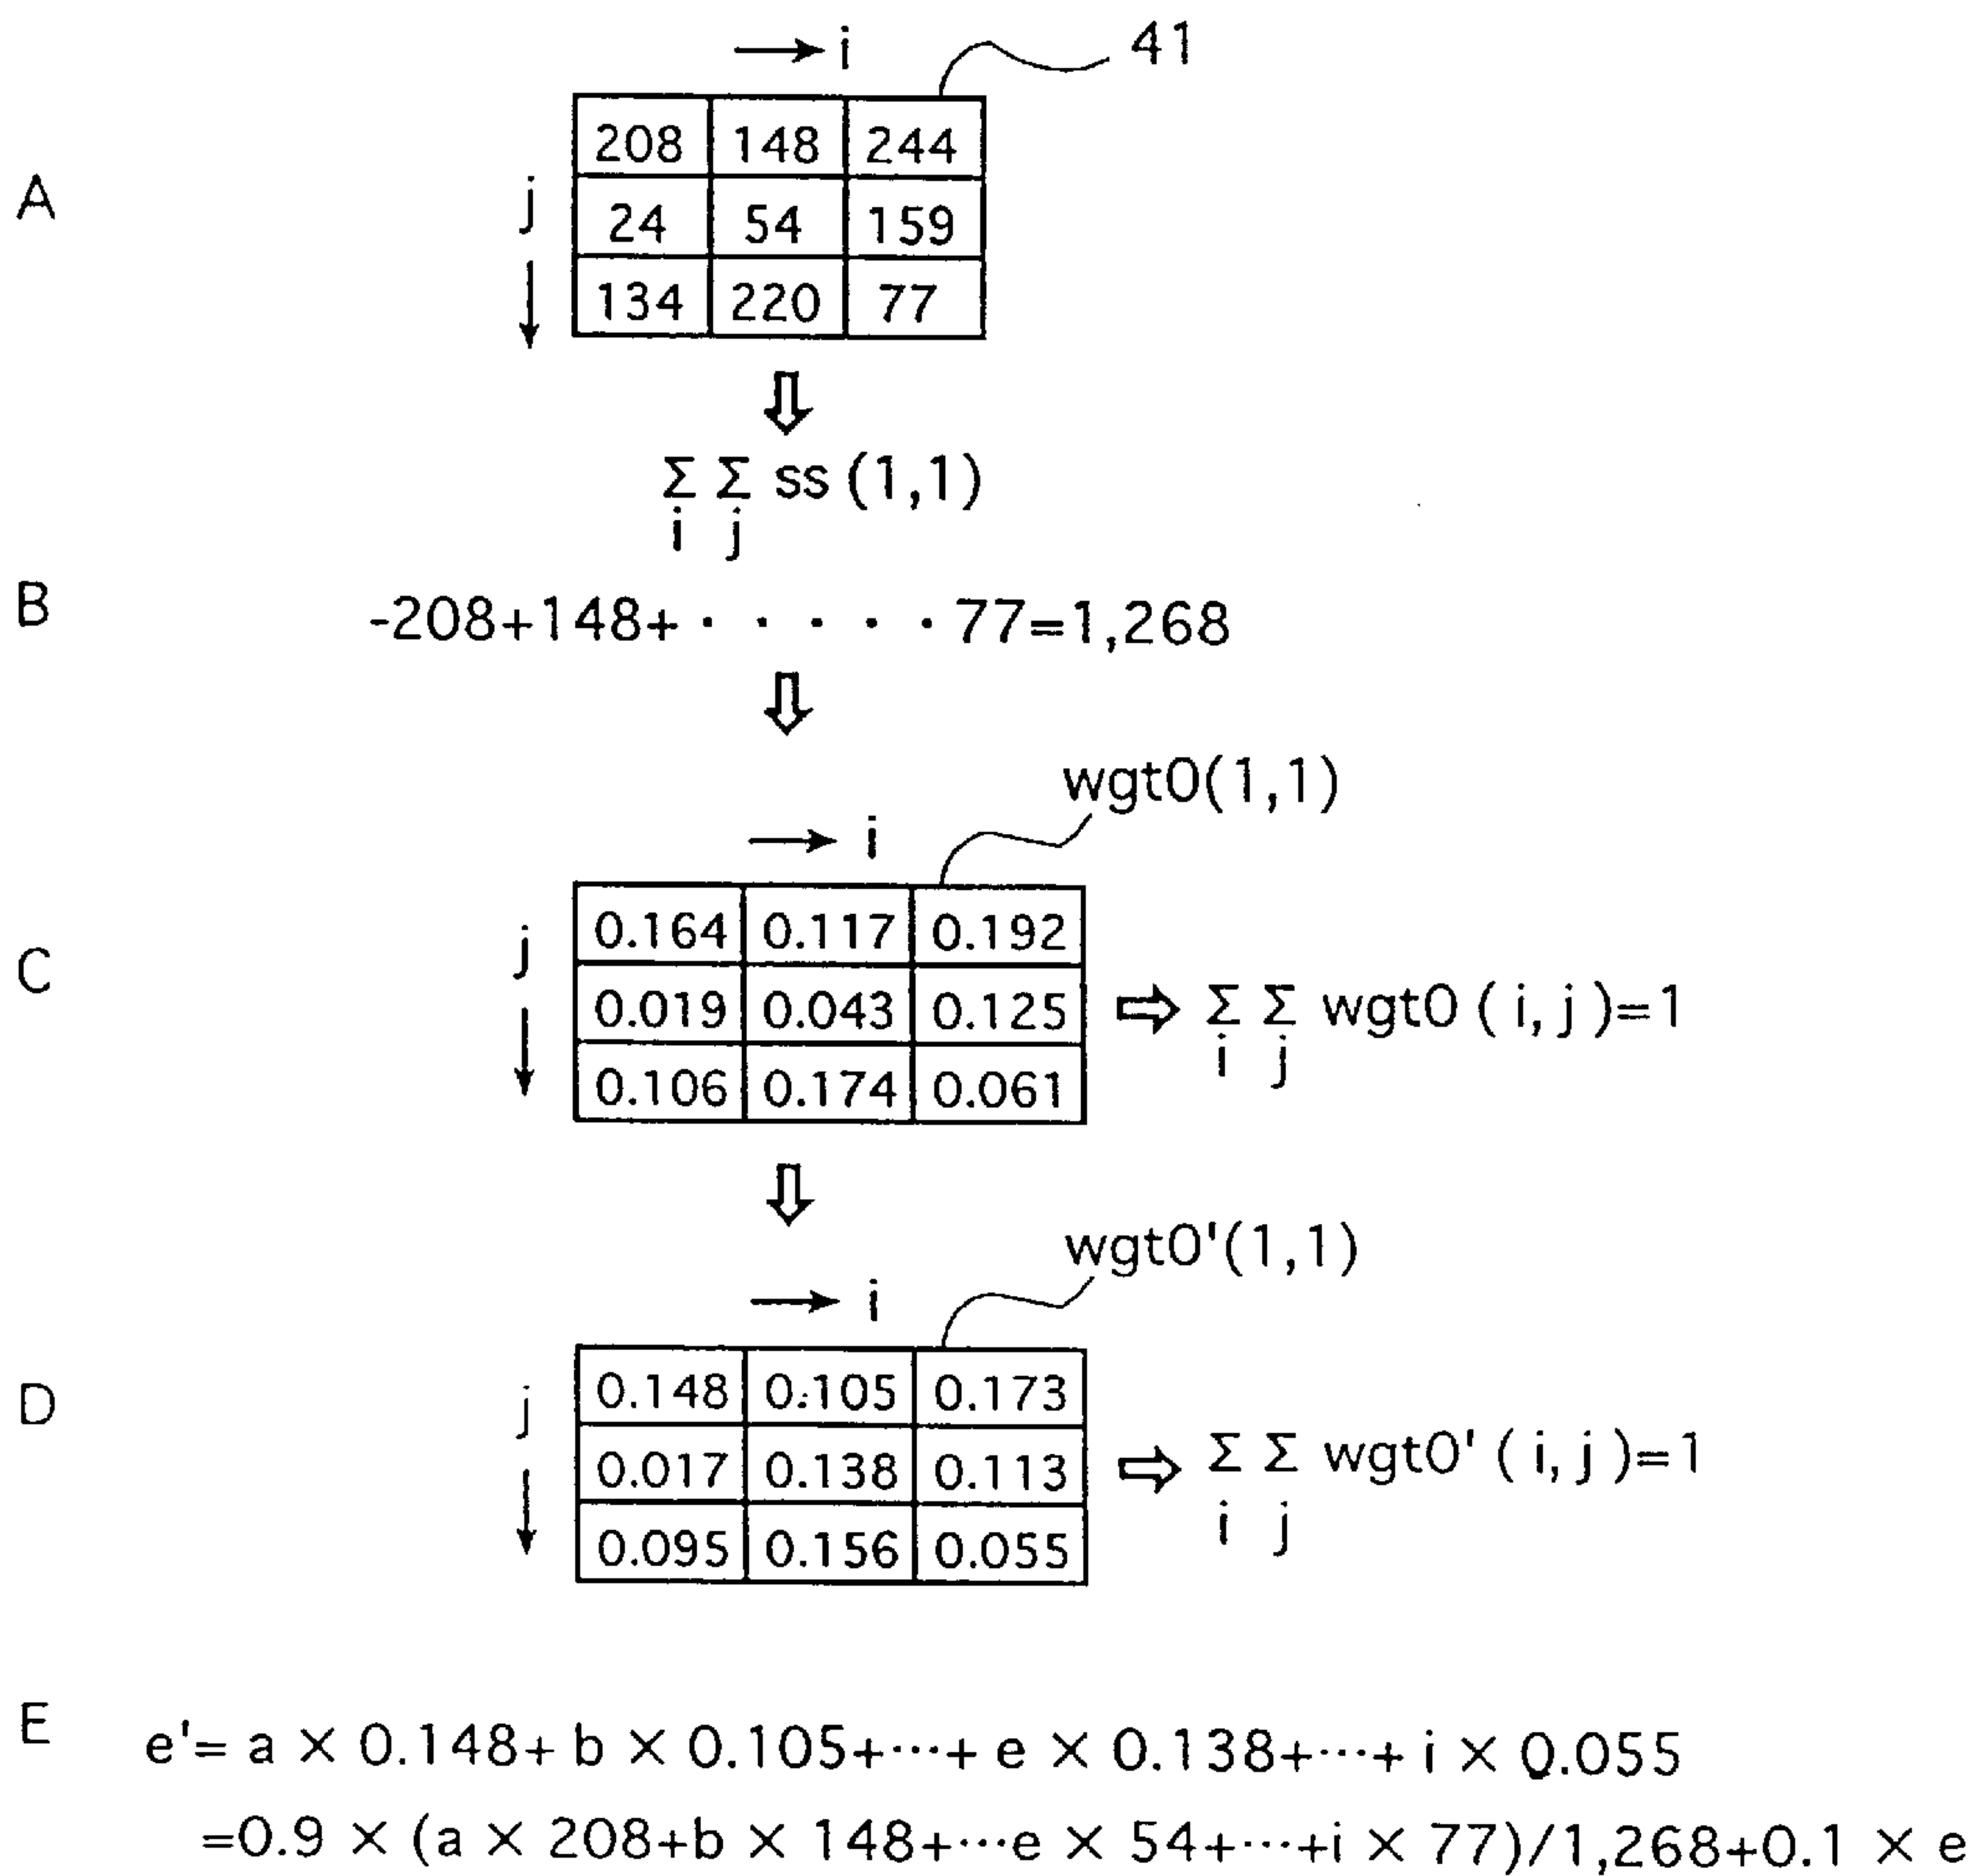 → i 41
A
j
208 148 244
24 54 159
134 220 77
Σ Σ ss (1,1)
i j
B
-208+148+・・・・・77=1,268
wgt0(1,1)
→ i
C
j
0.164 0.117 0.192
0.019 0.043 0.125
0.106 0.174 0.061
Σ Σ wgt0 ( i, j )=1
i j
wgt0'(1,1)
→ i
D
j
0.148 0.105 0.173
0.017 0.138 0.113
0.095 0.156 0.055
Σ Σ wgt0' ( i, j )=1
i j
E
e'= a × 0.148+ b × 0.105+···+ e × 0.138+···+ i × 0.055
=0.9 × (a × 208+b × 148+···e × 54+···+i × 77)/1,268+0.1 × e